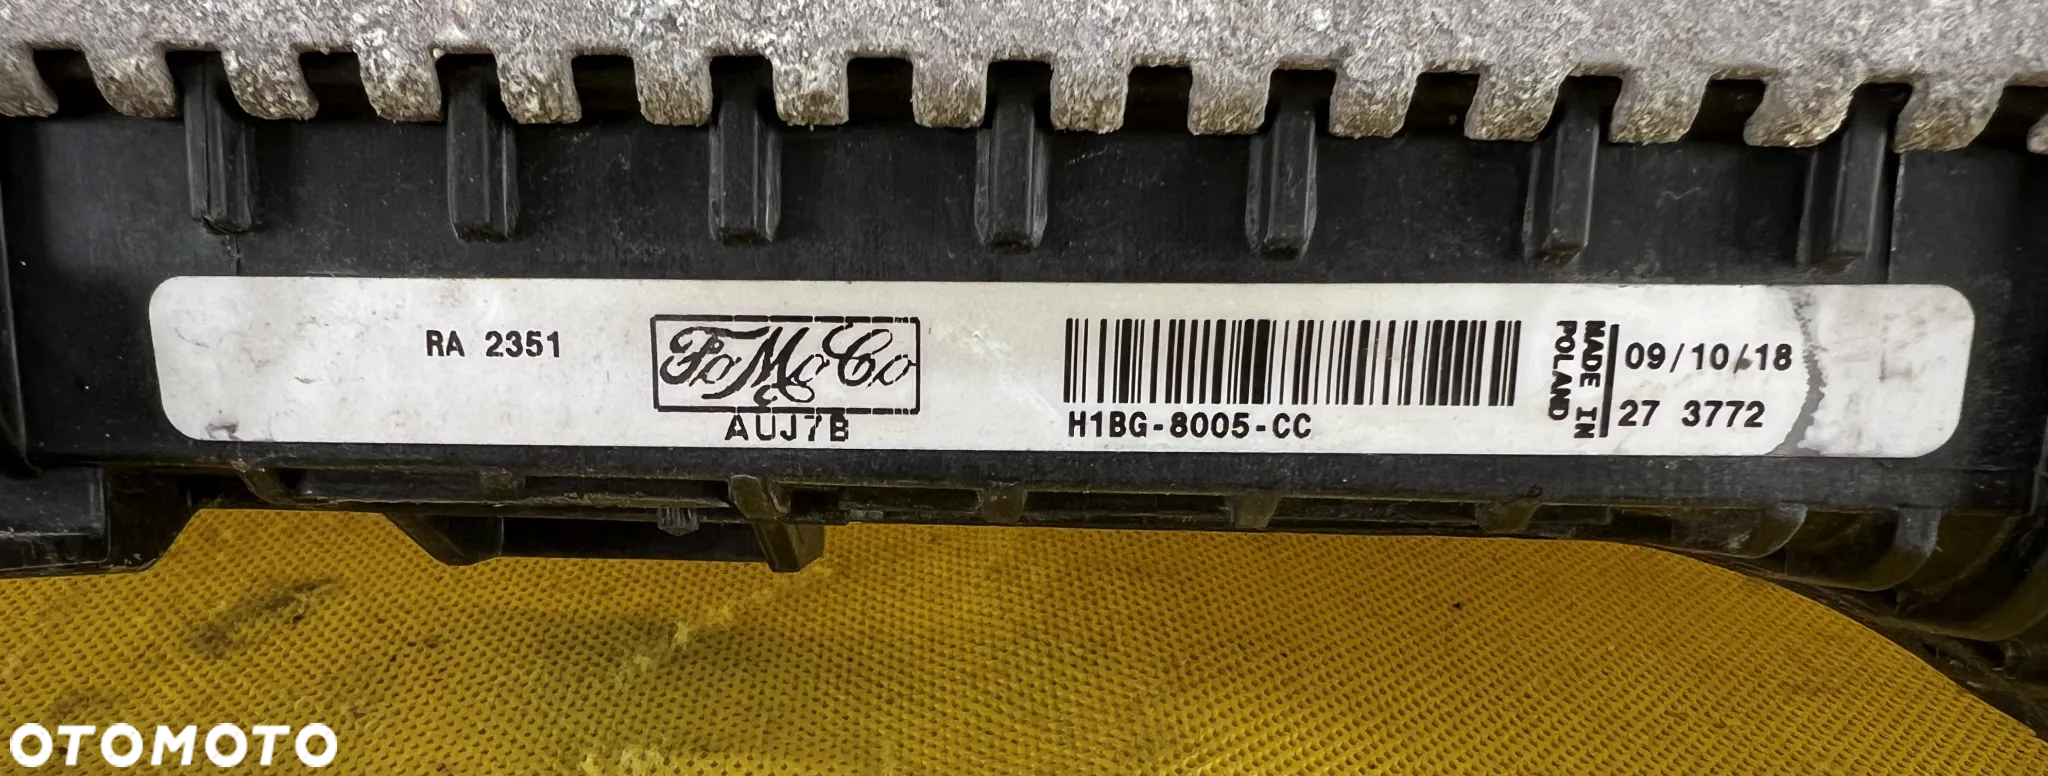 RA 2351
FoMoCo
AUJ7B
H1BG-8005-CC
MADE IN
POLAND
09/10/18
27 3772
OTOMOTO